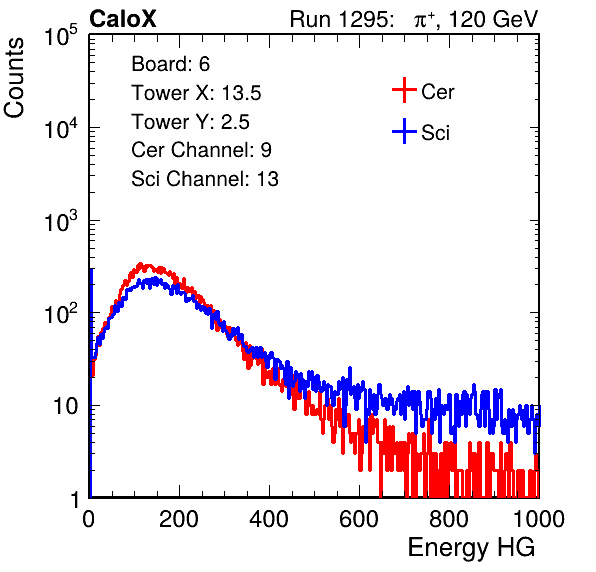 CaloX Run 1295: π⁺, 120 GeV
Counts
10⁵
10⁴
10³
10²
10
1
Board: 6
Tower X: 13.5
Tower Y: 2.5
Cer Channel: 9
Sci Channel: 13
Cer
Sci
0 200 400 600 800 1000
Energy HG